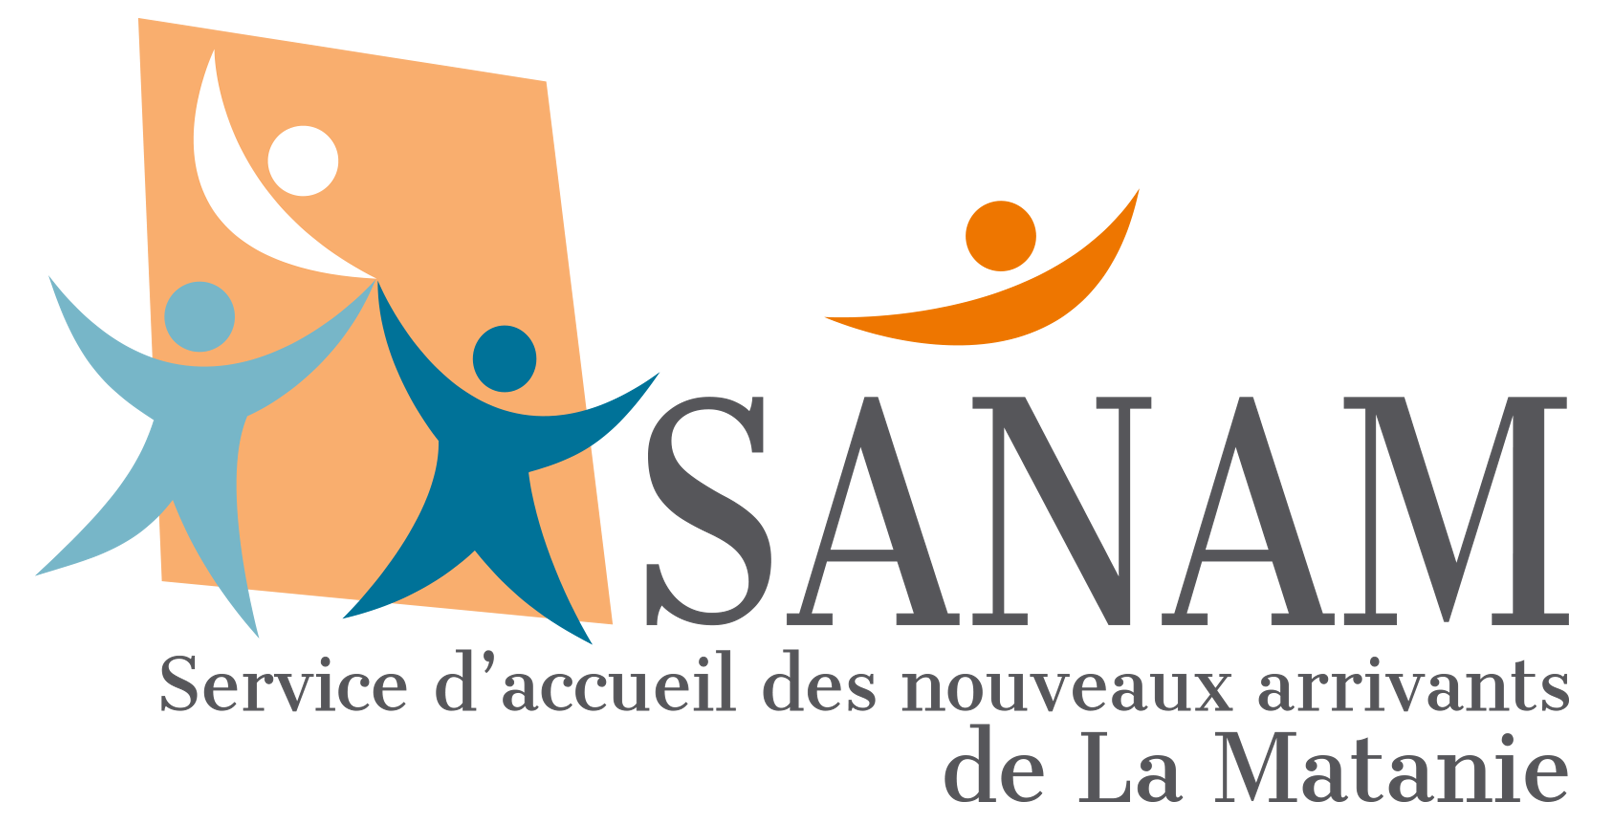 SANAM
Service d’accueil des nouveaux arrivants
de La Matanie